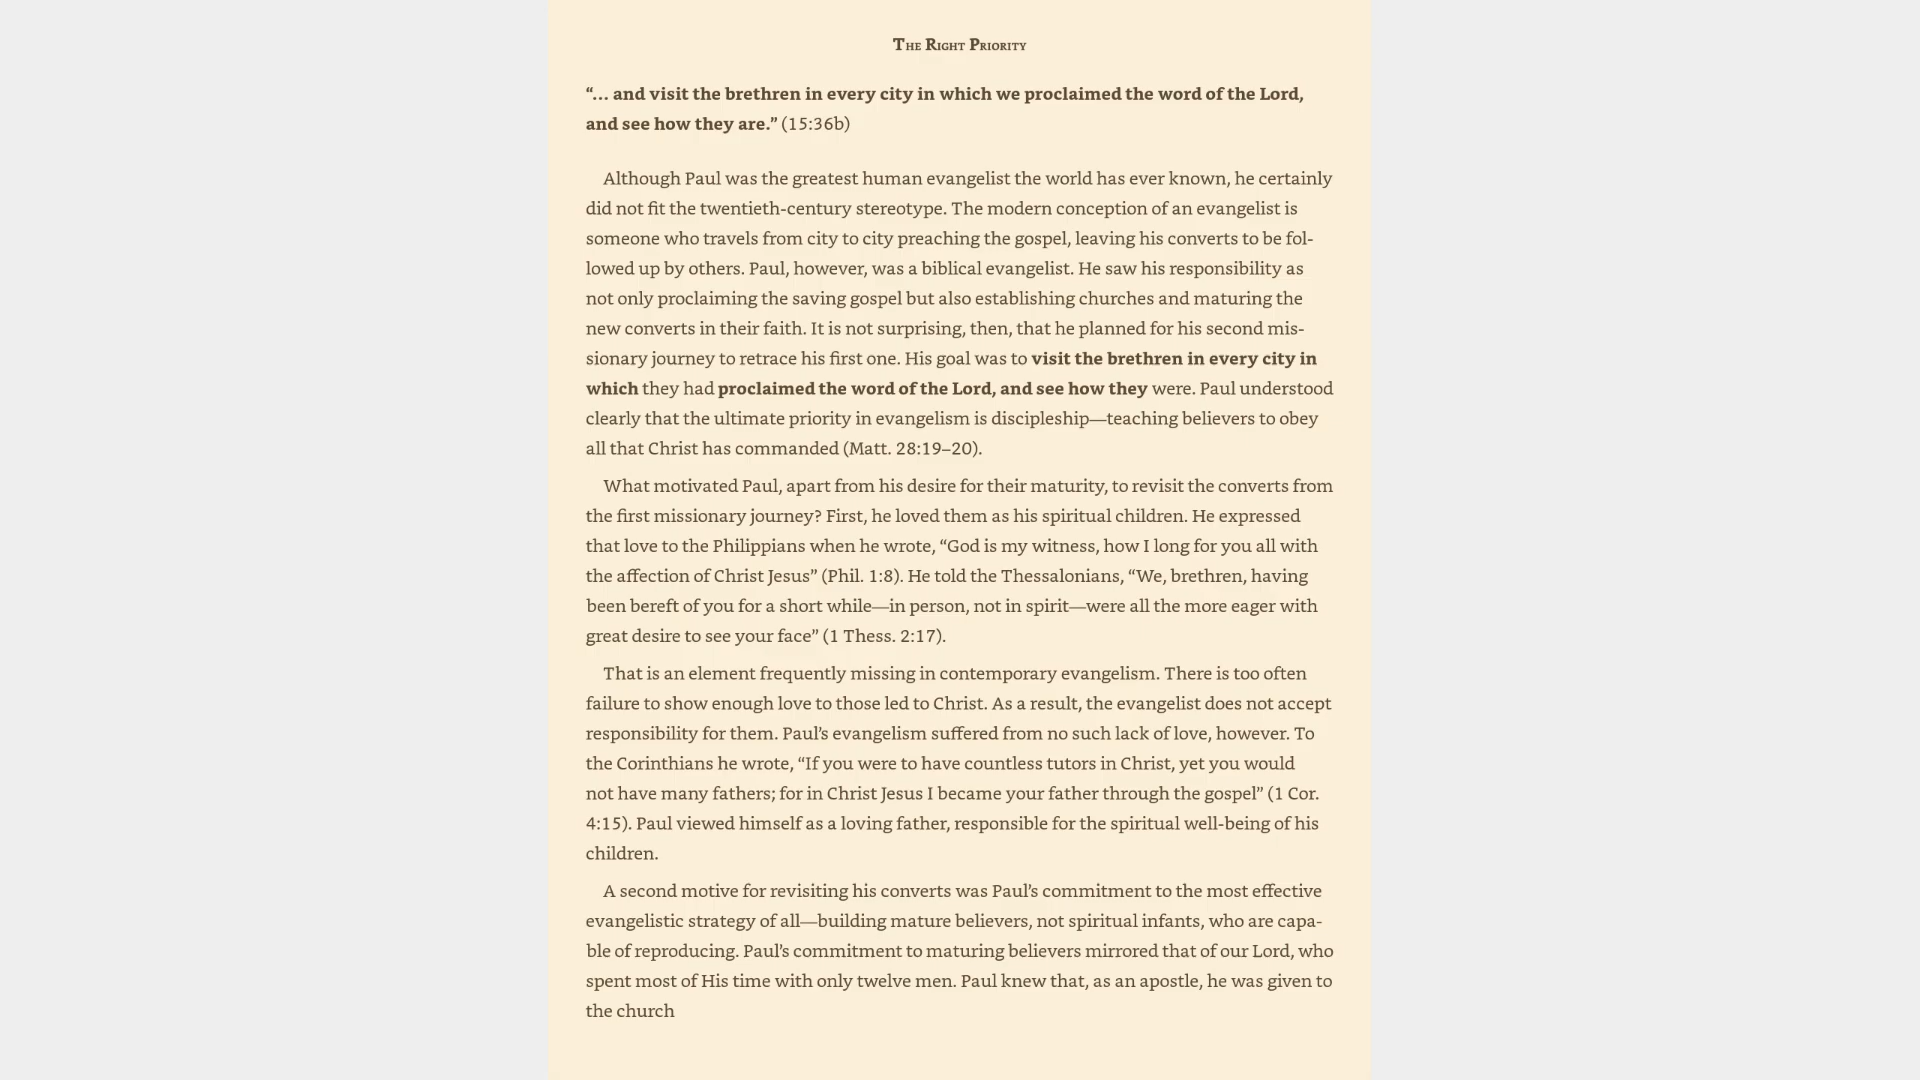 The Right Priority
“… and visit the brethren in every city in which we proclaimed the word of the Lord,
and see how they are.” (15:36b)
Although Paul was the greatest human evangelist the world has ever known, he certainly
did not fit the twentieth-century stereotype. The modern conception of an evangelist is
someone who travels from city to city preaching the gospel, leaving his converts to be fol-
lowed up by others. Paul, however, was a biblical evangelist. He saw his responsibility as
not only proclaiming the saving gospel but also establishing churches and maturing the
new converts in their faith. It is not surprising, then, that he planned for his second mis-
sionary journey to retrace his first one. His goal was to visit the brethren in every city in
which they had proclaimed the word of the Lord, and see how they were. Paul understood
clearly that the ultimate priority in evangelism is discipleship—teaching believers to obey
all that Christ has commanded (Matt. 28:19–20).
What motivated Paul, apart from his desire for their maturity, to revisit the converts from
the first missionary journey? First, he loved them as his spiritual children. He expressed
that love to the Philippians when he wrote, “God is my witness, how I long for you all with
the affection of Christ Jesus” (Phil. 1:8). He told the Thessalonians, “We, brethren, having
been bereft of you for a short while—in person, not in spirit—were all the more eager with
great desire to see your face” (1 Thess. 2:17).
That is an element frequently missing in contemporary evangelism. There is too often
failure to show enough love to those led to Christ. As a result, the evangelist does not accept
responsibility for them. Paul’s evangelism suffered from no such lack of love, however. To
the Corinthians he wrote, “If you were to have countless tutors in Christ, yet you would
not have many fathers; for in Christ Jesus I became your father through the gospel” (1 Cor.
4:15). Paul viewed himself as a loving father, responsible for the spiritual well-being of his
children.
A second motive for revisiting his converts was Paul’s commitment to the most effective
evangelistic strategy of all—building mature believers, not spiritual infants, who are capa-
ble of reproducing. Paul’s commitment to maturing believers mirrored that of our Lord, who
spent most of His time with only twelve men. Paul knew that, as an apostle, he was given to
the church